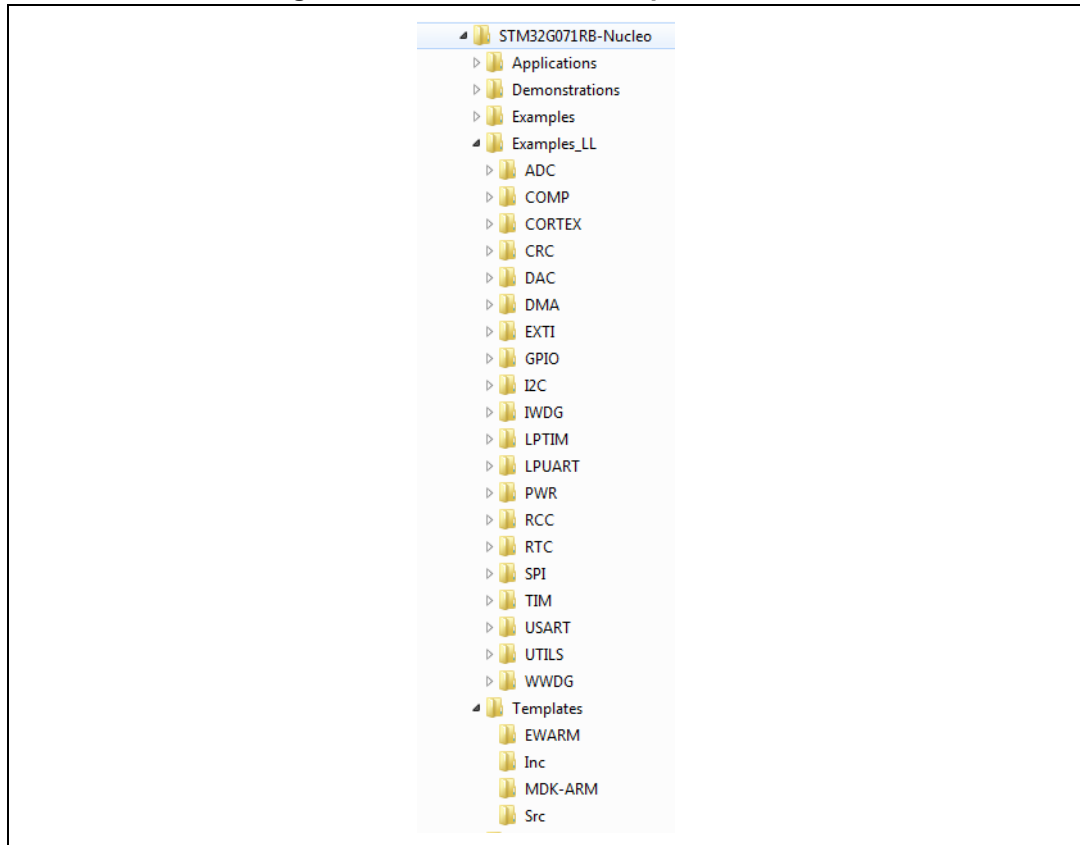 STM32G071RB-Nucleo
Applications
Demonstrations
Examples
Examples_LL
ADC
COMP
CORTEX
CRC
DAC
DMA
EXTI
GPIO
I2C
IWDG
LPTIM
LPUART
PWR
RCC
RTC
SPI
TIM
USART
UTILS
WWDG
Templates
EWARM
Inc
MDK-ARM
Src